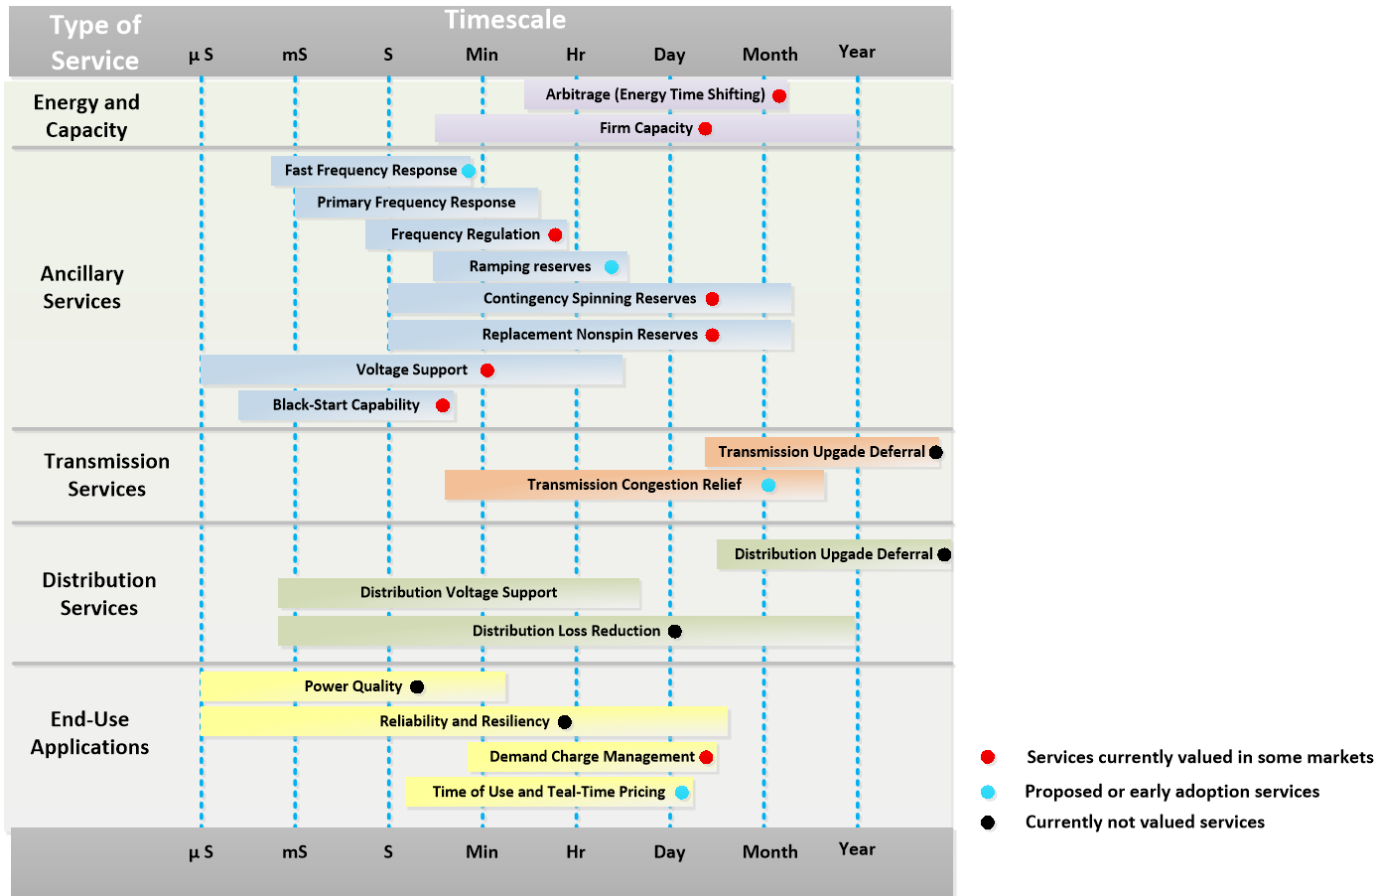 Type of
Service
Timescale
µ S
mS
S
Min
Hr
Day
Month
Year
Energy and
Capacity
Arbitrage (Energy Time Shifting)
Firm Capacity
Ancillary
Services
Fast Frequency Response
Primary Frequency Response
Frequency Regulation
Ramping reserves
Contingency Spinning Reserves
Replacement Nonspin Reserves
Voltage Support
Black-Start Capability
Transmission
Services
Transmission Upgade Deferral
Transmission Congestion Relief
Distribution
Services
Distribution Upgade Deferral
Distribution Voltage Support
Distribution Loss Reduction
End-Use
Applications
Power Quality
Reliability and Resiliency
Demand Charge Management
Time of Use and Teal-Time Pricing
Services currently valued in some markets
Proposed or early adoption services
Currently not valued services
µ S
mS
S
Min
Hr
Day
Month
Year